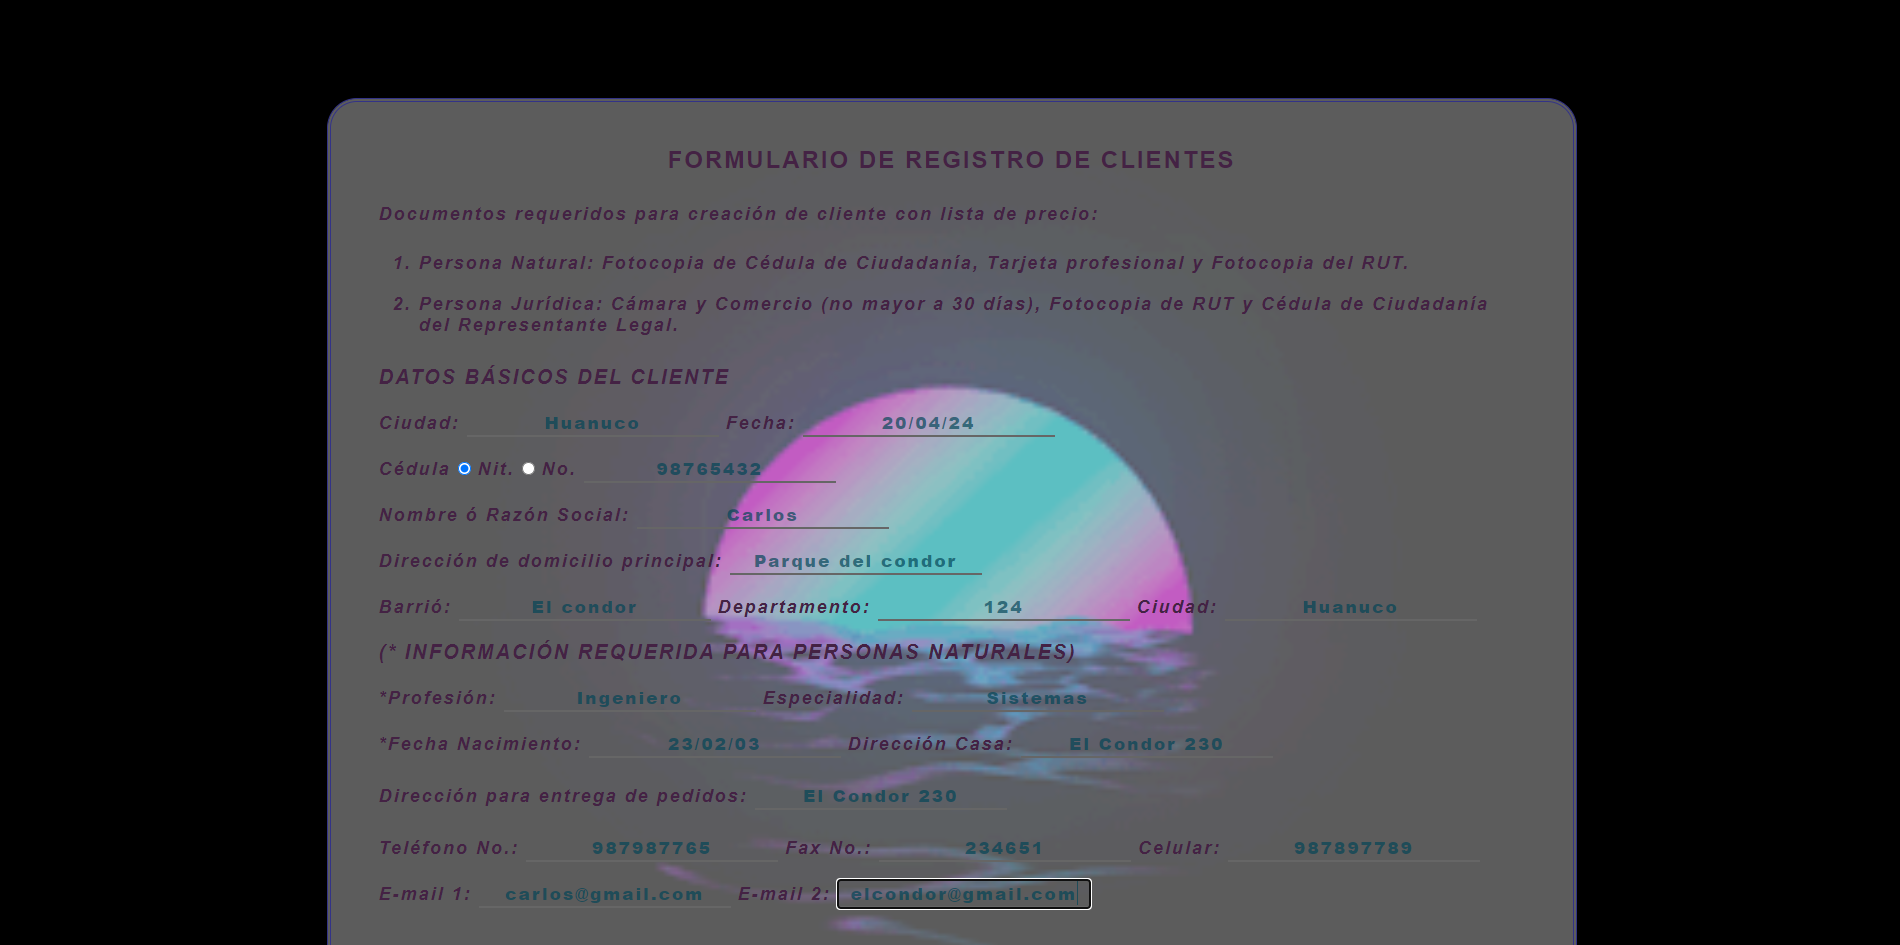 FORMULARIO DE REGISTRO DE CLIENTES
Documentos requeridos para creación de cliente con lista de precio:
1. Persona Natural: Fotocopia de Cédula de Ciudadanía, Tarjeta profesional y Fotocopia del RUT.
2. Persona Jurídica: Cámara y Comercio (no mayor a 30 días), Fotocopia de RUT y Cédula de Ciudadanía
del Representante Legal.
DATOS BÁSICOS DEL CLIENTE
Ciudad: Huanuco Fecha: 20/04/24
Cédula Nit. No. 98765432
Nombre ó Razón Social: Carlos
Dirección de domicilio principal: Parque del condor
Barrió: El condor Departamento: 124 Ciudad: Huanuco
(* INFORMACIÓN REQUERIDA PARA PERSONAS NATURALES)
*Profesión: Ingeniero Especialidad: Sistemas
*Fecha Nacimiento: 23/02/03 Dirección Casa: El Condor 230
Dirección para entrega de pedidos: El Condor 230
Teléfono No.: 987987765 Fax No.: 234651 Celular: 987897789
E-mail 1: carlos@gmail.com E-mail 2: elcondor@gmail.com